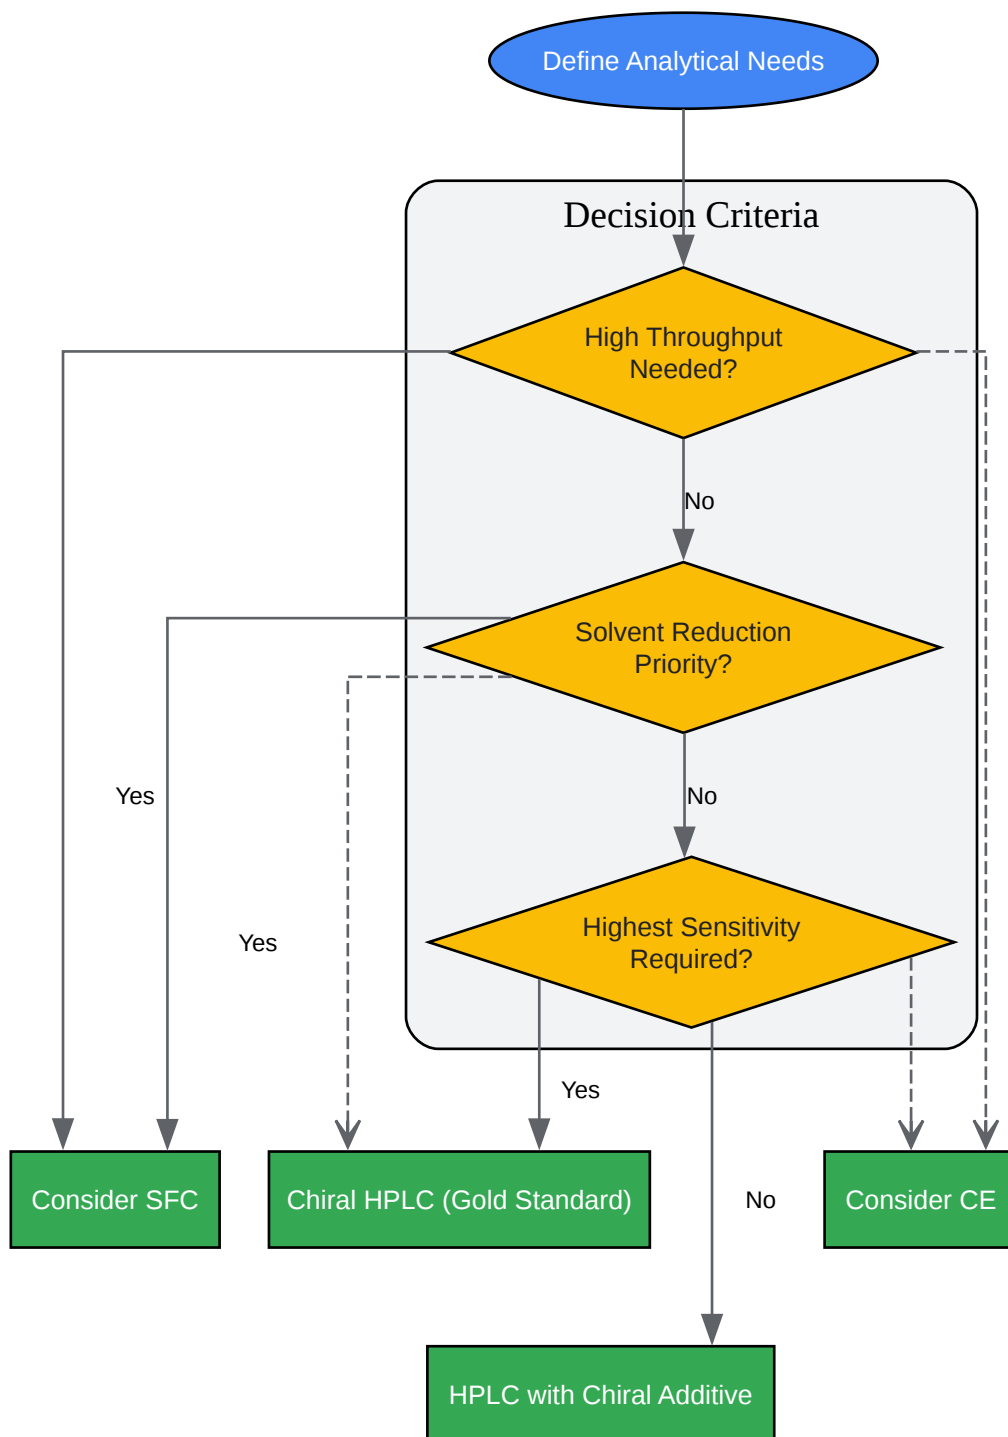 Define Analytical Needs
Decision Criteria
High Throughput
Needed?
No
Solvent Reduction
Priority?
Yes
No
Highest Sensitivity
Required?
Yes
Yes
Consider SFC
Chiral HPLC (Gold Standard)
No
Consider CE
HPLC with Chiral Additive